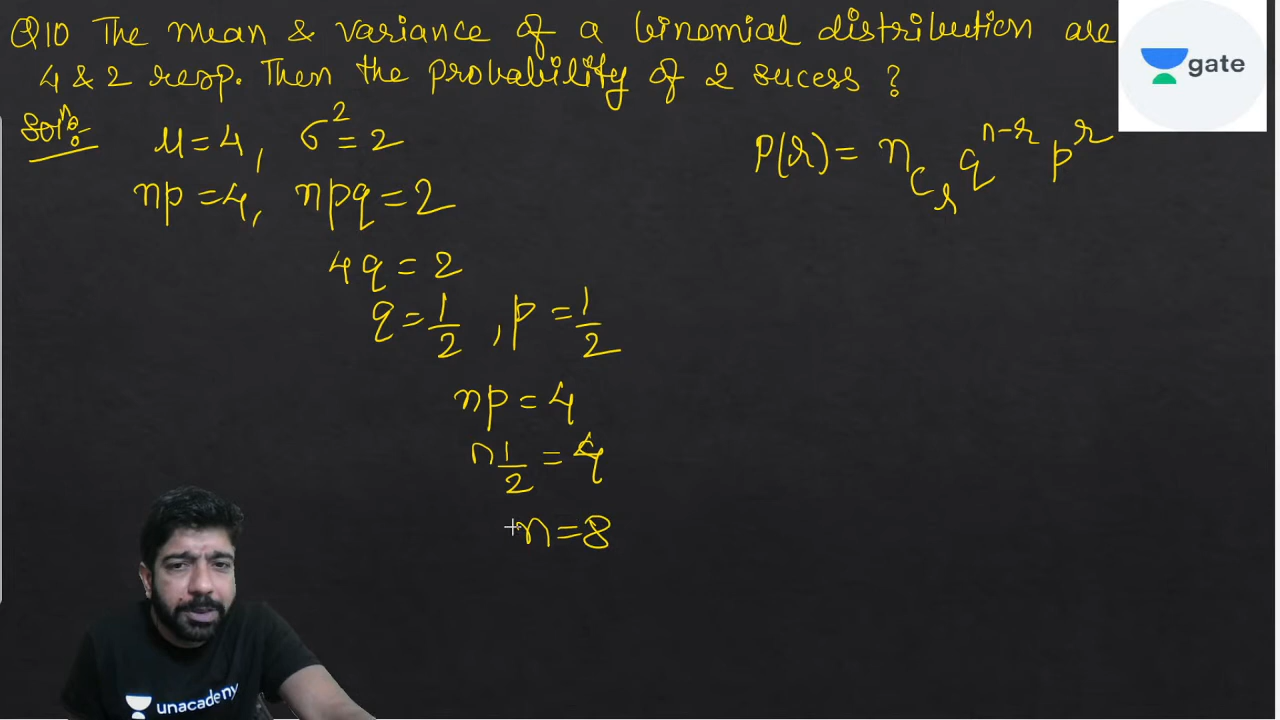 Q10 The mean & variance of a binomial distribution are
4 & 2 resp. Then the probability of 2 sucess ?
Solⁿ:-
μ = 4, σ² = 2
np = 4, npq = 2
4q = 2
q = 1/2, p = 1/2
np = 4
n 1/2 = 4
n = 8
P(r) = nCr q^(n-r) p^r
gate
unacademy